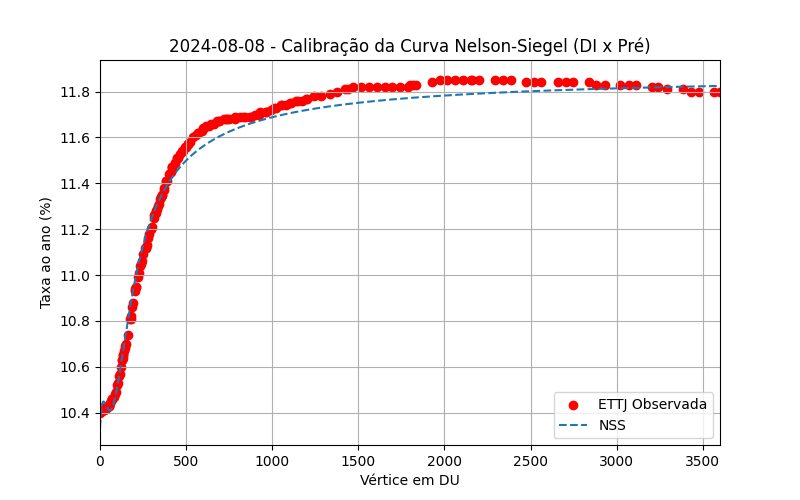 2024-08-08 - Calibração da Curva Nelson-Siegel (DI x Pré)
Taxa ao ano (%)
11.8
11.6
11.4
11.2
11.0
10.8
10.6
10.4
ETTJ Observada
NSS
0 500 1000 1500 2000 2500 3000 3500
Vértice em DU